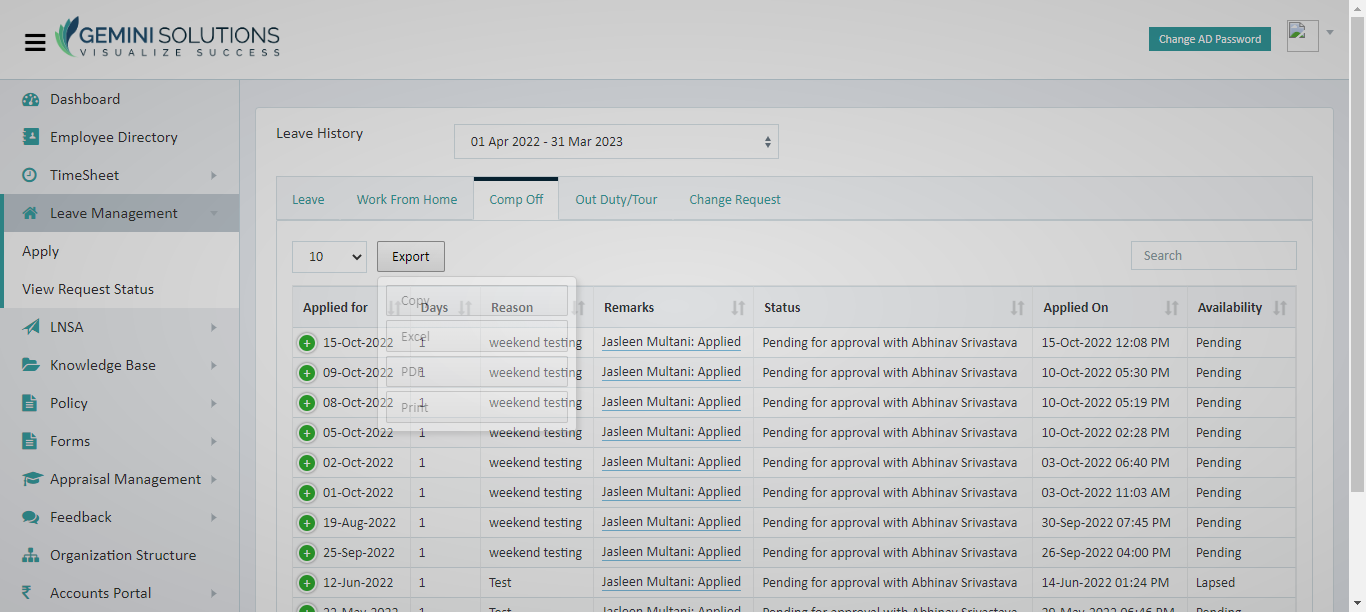 GEMINI SOLUTIONS
VISUALIZE SUCCESS
Change AD Password
Dashboard
Employee Directory
TimeSheet
Leave Management
Apply
View Request Status
LNSA
Knowledge Base
Policy
Forms
Appraisal Management
Feedback
Organization Structure
Accounts Portal
Leave History
01 Apr 2022 - 31 Mar 2023
Leave Work From Home Comp Off Out Duty/Tour Change Request
10 Export Search
Copy
Excel
PDF
Print
Applied for Days Reason Remarks Status Applied On Availability
15-Oct-2022 1 weekend testing Jasleen Multani: Applied Pending for approval with Abhinav Srivastava 15-Oct-2022 12:08 PM Pending
09-Oct-2022 1 weekend testing Jasleen Multani: Applied Pending for approval with Abhinav Srivastava 10-Oct-2022 05:30 PM Pending
08-Oct-2022 1 weekend testing Jasleen Multani: Applied Pending for approval with Abhinav Srivastava 10-Oct-2022 05:19 PM Pending
05-Oct-2022 1 weekend testing Jasleen Multani: Applied Pending for approval with Abhinav Srivastava 10-Oct-2022 02:28 PM Pending
02-Oct-2022 1 weekend testing Jasleen Multani: Applied Pending for approval with Abhinav Srivastava 03-Oct-2022 06:40 PM Pending
01-Oct-2022 1 weekend testing Jasleen Multani: Applied Pending for approval with Abhinav Srivastava 03-Oct-2022 11:03 AM Pending
19-Aug-2022 1 weekend testing Jasleen Multani: Applied Pending for approval with Abhinav Srivastava 30-Sep-2022 07:45 PM Pending
25-Sep-2022 1 weekend testing Jasleen Multani: Applied Pending for approval with Abhinav Srivastava 26-Sep-2022 04:00 PM Pending
12-Jun-2022 1 Test Jasleen Multani: Applied Pending for approval with Abhinav Srivastava 14-Jun-2022 01:24 PM Lapsed
Test Jasleen Multani: Applied Pending for approval with Abhinav Srivastava